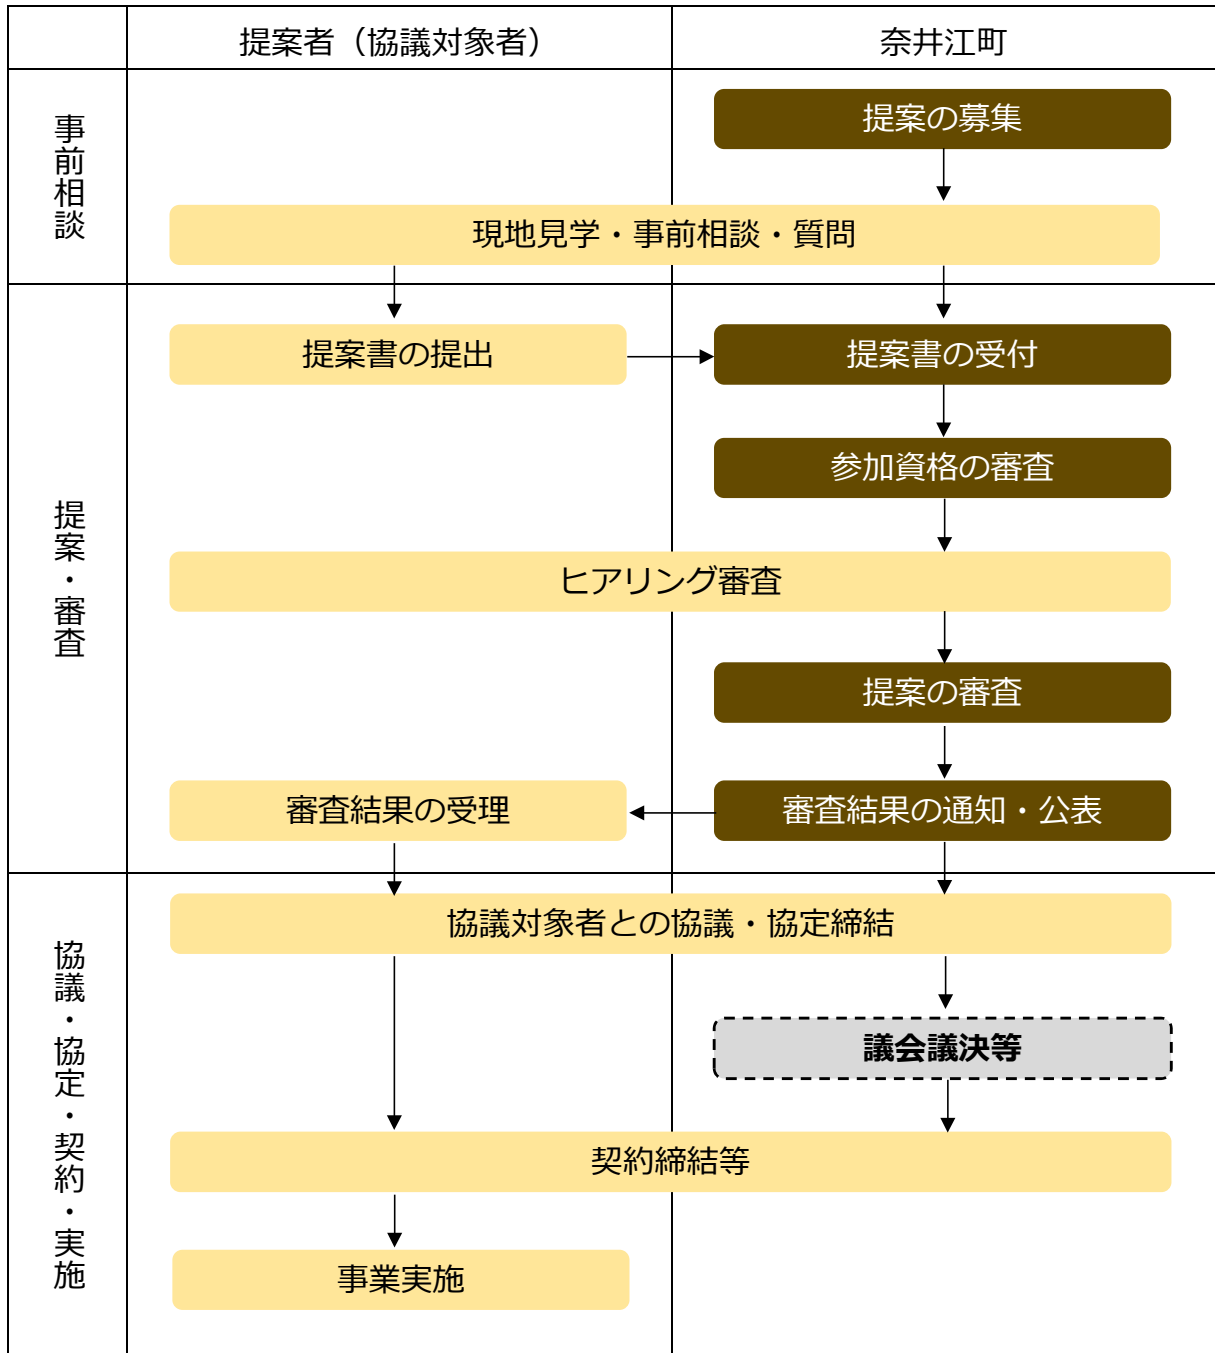 提案者（協議対象者）
奈井江町
事前相談
提案の募集
現地見学・事前相談・質問
提案・審査
提案書の提出
提案書の受付
参加資格の審査
ヒアリング審査
提案の審査
審査結果の受理
審査結果の通知・公表
協議・協定・契約・実施
協議対象者との協議・協定締結
議会議決等
契約締結等
事業実施